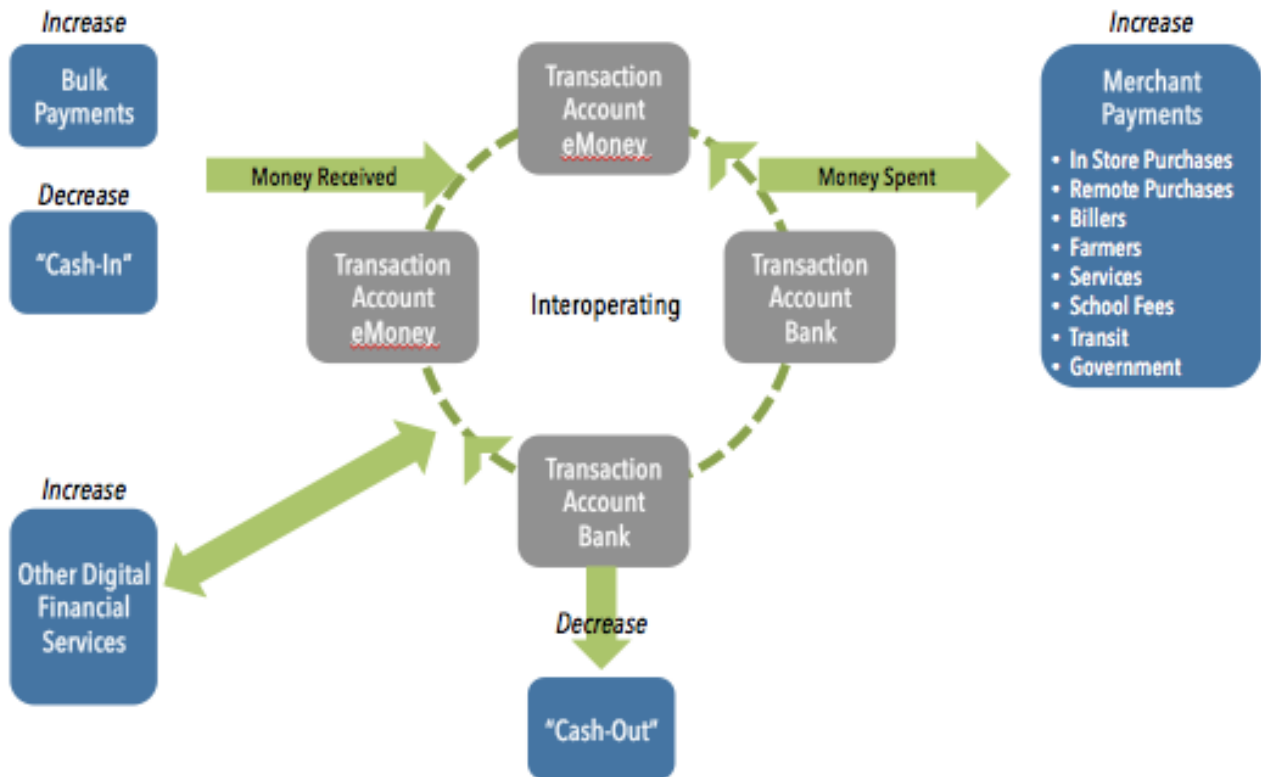 Increase
Bulk
Payments
Decrease
“Cash-In”
Money Received
Transaction
Account
eMoney
Transaction
Account
eMoney
Interoperating
Transaction
Account
Bank
Transaction
Account
Bank
Money Spent
Increase
Merchant
Payments
• In Store Purchases
• Remote Purchases
• Billers
• Farmers
• Services
• School Fees
• Transit
• Government
Increase
Other Digital
Financial
Services
Decrease
“Cash-Out”